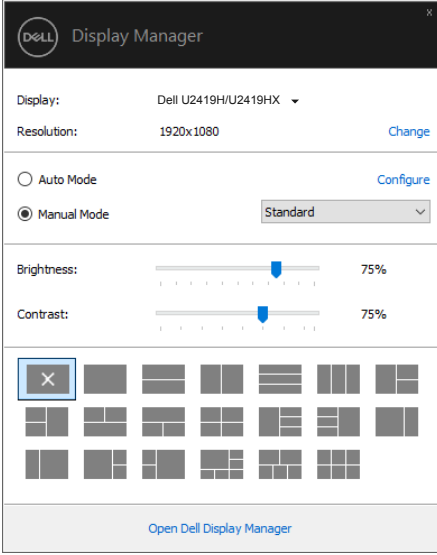 x
DELL Display Manager
Display: Dell U2419H/U2419HX
Resolution: 1920x1080 Change
Auto Mode Configure
Manual Mode Standard
Brightness: 75%
Contrast: 75%
Open Dell Display Manager